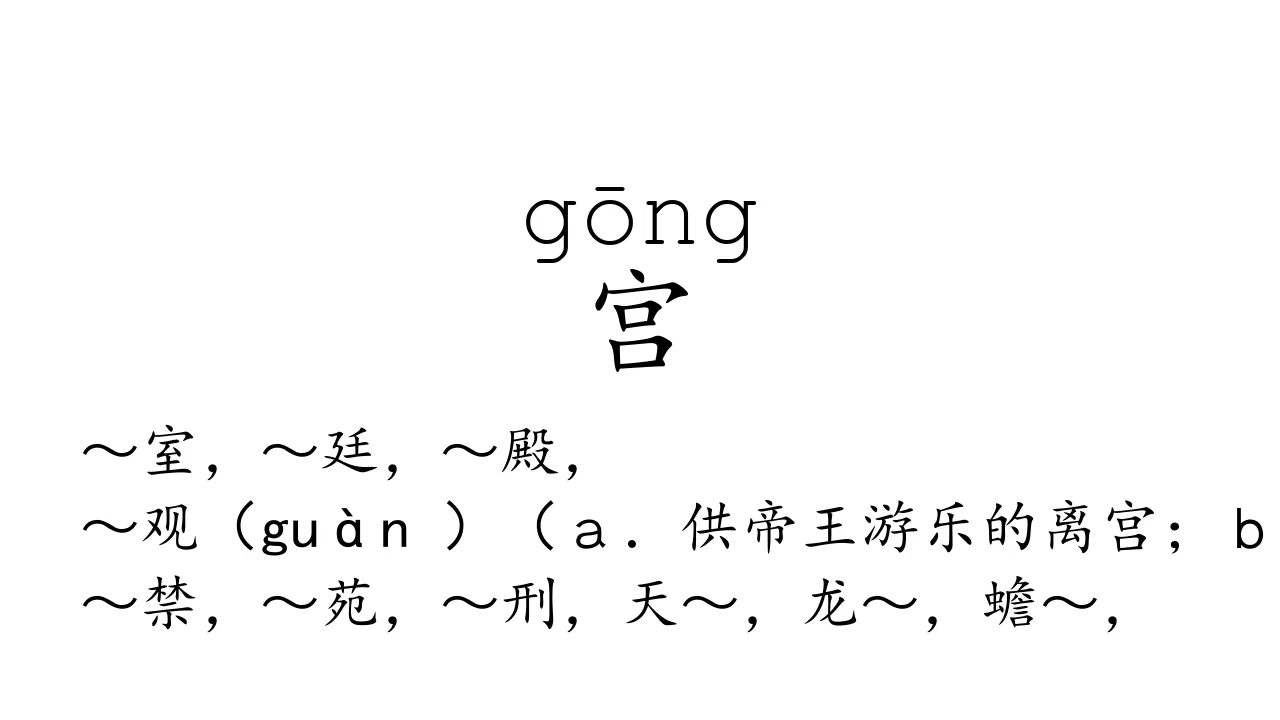 gōng
宫
～室，～廷，～殿，
～观（guàn ）（ａ．供帝王游乐的离宫；ｂ
～禁，～苑，～刑，天～，龙～，蟾～，